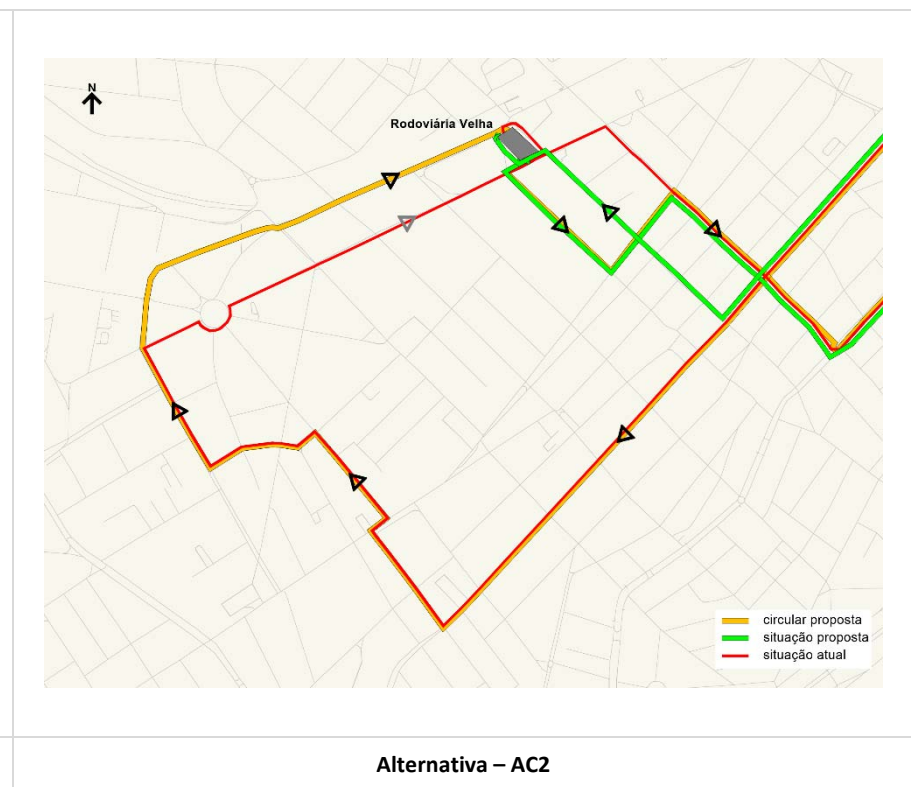 N
Rodoviária Velha
circular proposta
situação proposta
situação atual
Alternativa – AC2